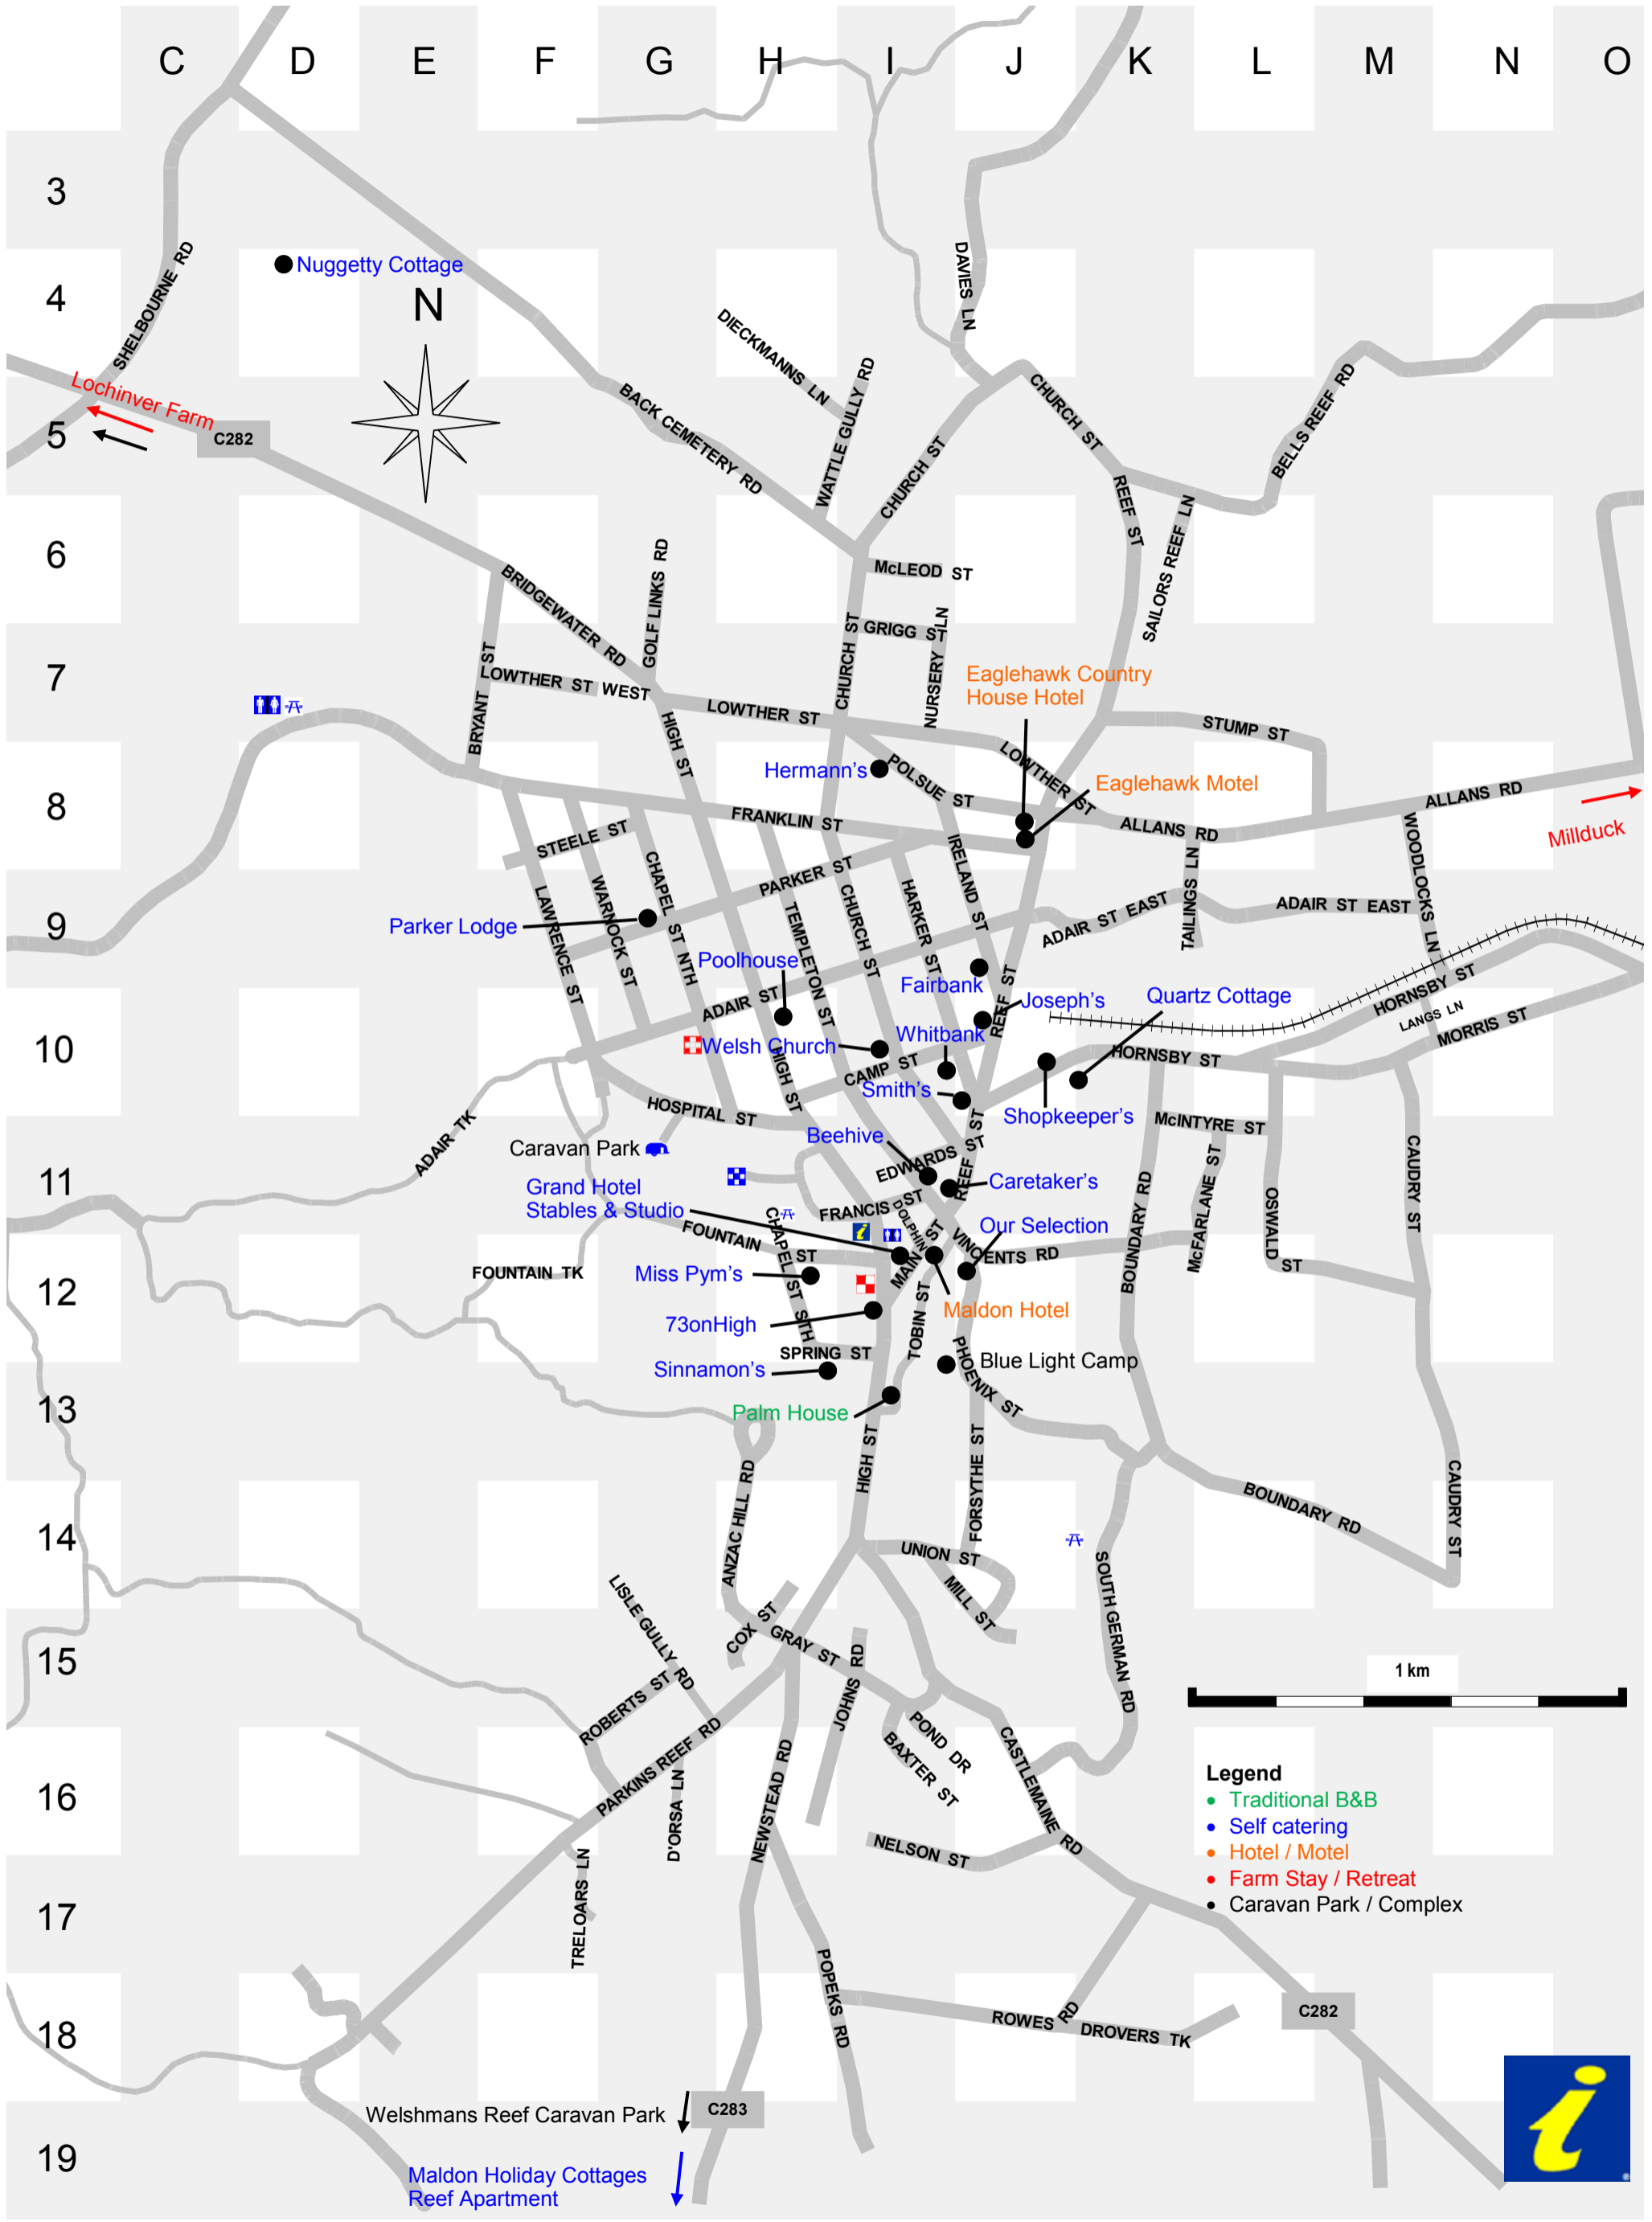 C D E F G H I J K L M N O
3
4
5
6
7
8
9
10
11
12
13
14
15
16
17
18
19
SHELBOURNE RD
Nuggetty Cottage
N
DAVIES LN
DIECKMANNS LN
WATTLE GULLY RD
Lochinver Farm
C282
BACK CEMETERY RD
CHURCH ST
CHURCH ST
BELLS REEF RD
REEF ST
SAILORS REEF LN
McLEOD ST
BRIDGEWATER RD
GOLF LINKS RD
CHURCH ST
GRIGG ST
NURSERY LN
BRYANT ST
LOWTHER ST WEST
LOWTHER ST
Eaglehawk Country
House Hotel
STUMP ST
HIGH ST
Hermann's
POLSUE ST
LOWTHER ST
Eaglehawk Motel
ALLANS RD
Millduck
FRANKLIN ST
ALLANS RD
STEELE ST
PARKER ST
IRELAND ST
WOODLOCKS LN
TAILINGS LN
LAWRENCE ST
WARNOCK ST
CHAPEL ST NTH
TEMPLETON ST
CHURCH ST
HARKER ST
ADAIR ST EAST
ADAIR ST EAST
Parker Lodge
Poolhouse
Fairbank
REEF ST
Joseph's
Quartz Cottage
HORNSBY ST
LANGS LN
MORRIS ST
ADAIR ST
Welsh Church
Whitbank
HIGH ST
CAMP ST
HORNSBY ST
Smith's
Shopkeeper's
HOSPITAL ST
McINTYRE ST
ADAIR TK
Caravan Park
Beehive
EDWARDS ST
REEF ST
Caretaker's
BOUNDARY RD
McFARLANE ST
OSWALD ST
CAUDRY ST
Grand Hotel
Stables & Studio
FRANCIS ST
DOLPHIN
Our Selection
FOUNTAIN ST
CHAPEL ST STH
MAIN ST
VINCENTS RD
FOUNTAIN TK
Miss Pym's
TOBIN ST
Maldon Hotel
73onHigh
SPRING ST
Sinnamon's
PHOENIX ST
Blue Light Camp
Palm House
HIGH ST
FORSYTHE ST
ANZAC HILL RD
BOUNDARY RD
CAUDRY ST
UNION ST
MILL ST
SOUTH GERMAN RD
LISLE GULLY RD
COX ST
GRAY ST
JOHNS RD
ROBERTS ST
1 km
PARKINS REEF RD
POND DR
BAXTER ST
CASTLEMAINE RD
D'ORSA LN
NEWSTEAD RD
NELSON ST
TRELOARS LN
Legend
• Traditional B&B
• Self catering
• Hotel / Motel
• Farm Stay / Retreat
• Caravan Park / Complex
POPEKS RD
ROWES RD
DROVERS TK
C282
Welshmans Reef Caravan Park
C283
Maldon Holiday Cottages
Reef Apartment
i